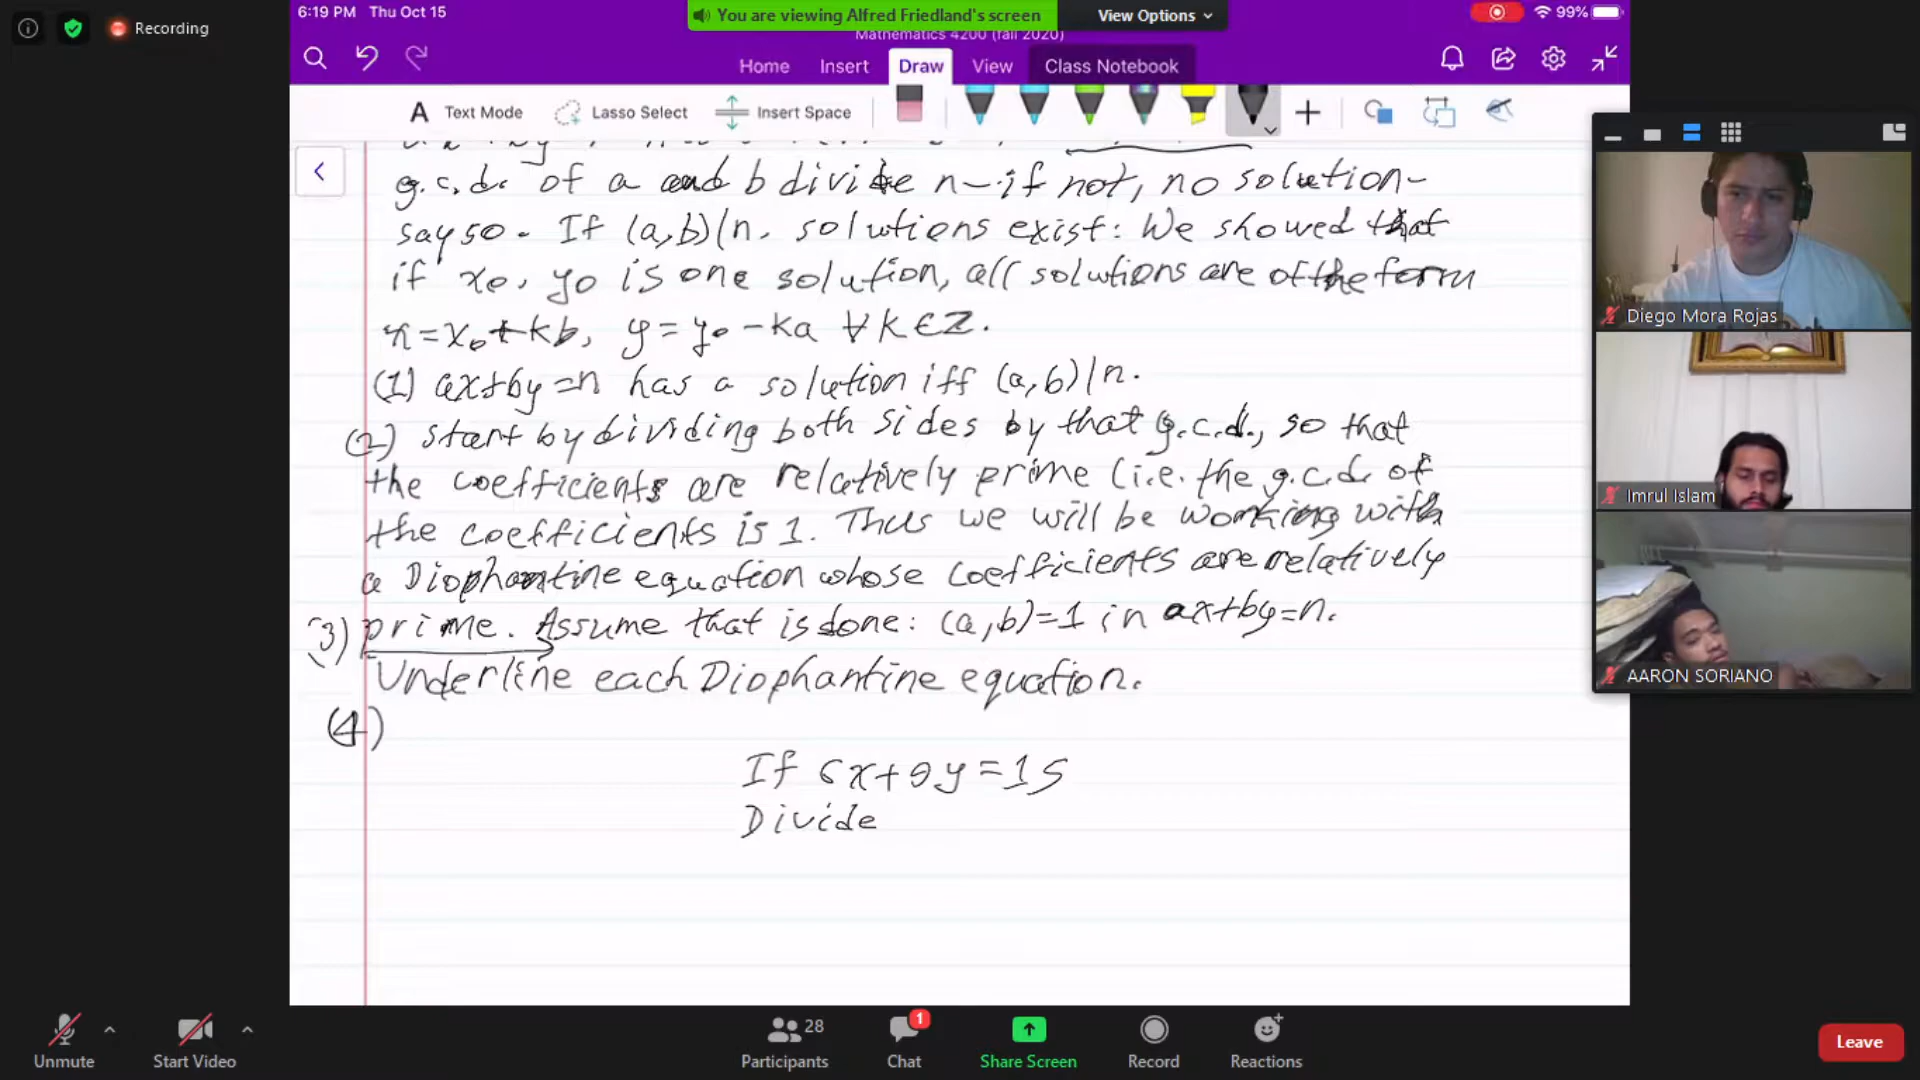 6:19 PM Thu Oct 15
You are viewing Alfred Friedland's screen
View Options
99%
Recording
Mathematics 4200 (fall 2020)
Home Insert Draw View Class Notebook
A Text Mode Lasso Select Insert Space
g.c.d. of a and b divide n - if not, no solution-
say so. If (a,b)|n. solutions exist: We showed that
if x₀, y₀ is one solution, all solutions are of the form
x=x₀+kb, y=y₀-ka ∀k∈Z.
(1) ax+by=n has a solution iff (a,b)|n.
(2) start by dividing both sides by that g.c.d., so that
the coefficients are relatively prime (i.e. the g.c.d. of
the coefficients is 1. Thus we will be working with
a Diophantine equation whose coefficients are relatively
(3) prime. Assume that is done: (a,b)=1 in ax+by=n.
Underline each Diophantine equation.
(4)
If 6x+9y=15
Divide
Diego Mora Rojas
Imrul Islam
AARON SORIANO
Unmute
Start Video
Participants 28
Chat 1
Share Screen
Record
Reactions
Leave